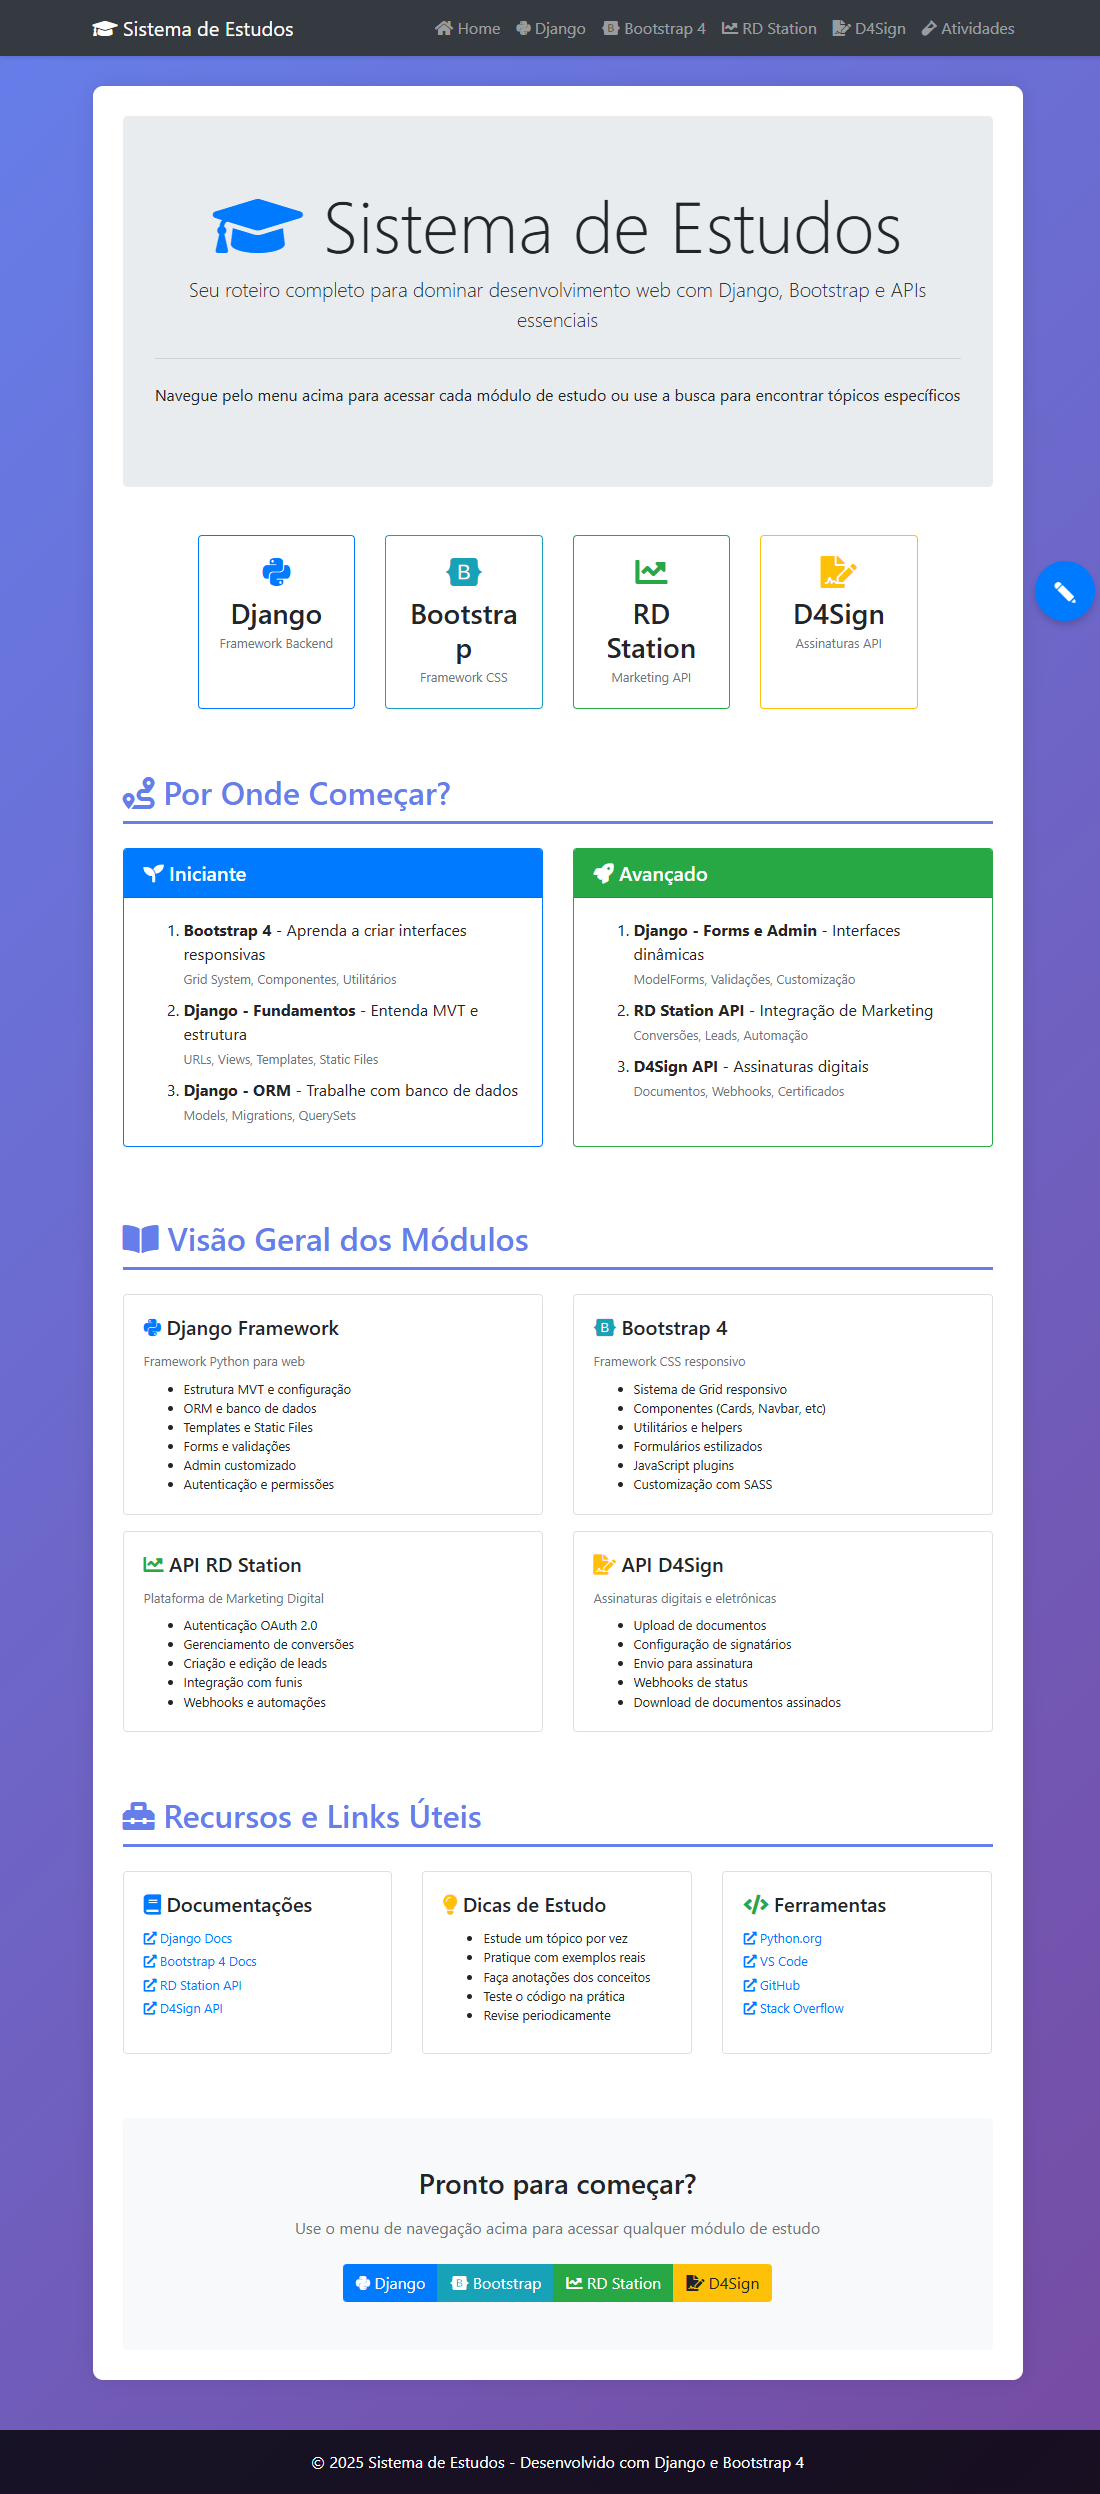 Sistema de Estudos
Home Django Bootstrap 4 RD Station D4Sign Atividades
Sistema de Estudos
Seu roteiro completo para dominar desenvolvimento web com Django, Bootstrap e APIs
essenciais
Navegue pelo menu acima para acessar cada módulo de estudo ou use a busca para encontrar tópicos específicos
Django
Framework Backend
Bootstra
p
Framework CSS
RD
Station
Marketing API
D4Sign
Assinaturas API
Por Onde Começar?
Iniciante
1. Bootstrap 4 - Aprenda a criar interfaces
responsivas
Grid System, Componentes, Utilitários
2. Django - Fundamentos - Entenda MVT e
estrutura
URLs, Views, Templates, Static Files
3. Django - ORM - Trabalhe com banco de dados
Models, Migrations, QuerySets
Avançado
1. Django - Forms e Admin - Interfaces
dinâmicas
ModelForms, Validações, Customização
2. RD Station API - Integração de Marketing
Conversões, Leads, Automação
3. D4Sign API - Assinaturas digitais
Documentos, Webhooks, Certificados
Visão Geral dos Módulos
Django Framework
Framework Python para web
• Estrutura MVT e configuração
• ORM e banco de dados
• Templates e Static Files
• Forms e validações
• Admin customizado
• Autenticação e permissões
B Bootstrap 4
Framework CSS responsivo
• Sistema de Grid responsivo
• Componentes (Cards, Navbar, etc)
• Utilitários e helpers
• Formulários estilizados
• JavaScript plugins
• Customização com SASS
API RD Station
Plataforma de Marketing Digital
• Autenticação OAuth 2.0
• Gerenciamento de conversões
• Criação e edição de leads
• Integração com funis
• Webhooks e automações
API D4Sign
Assinaturas digitais e eletrônicas
• Upload de documentos
• Configuração de signatários
• Envio para assinatura
• Webhooks de status
• Download de documentos assinados
Recursos e Links Úteis
Documentações
Django Docs
Bootstrap 4 Docs
RD Station API
D4Sign API
Dicas de Estudo
• Estude um tópico por vez
• Pratique com exemplos reais
• Faça anotações dos conceitos
• Teste o código na prática
• Revise periodicamente
Ferramentas
Python.org
VS Code
GitHub
Stack Overflow
Pronto para começar?
Use o menu de navegação acima para acessar qualquer módulo de estudo
Django Bootstrap RD Station D4Sign
© 2025 Sistema de Estudos - Desenvolvido com Django e Bootstrap 4